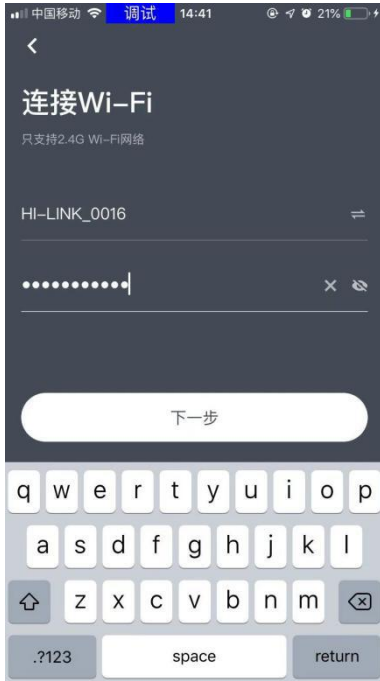 中国移动 调试 14:41 21%
连接Wi-Fi
只支持2.4G Wi-Fi网络
HI-LINK_0016
•••••••••••
下一步
q w e r t y u i o p
a s d f g h j k l
z x c v b n m
.?123 space return